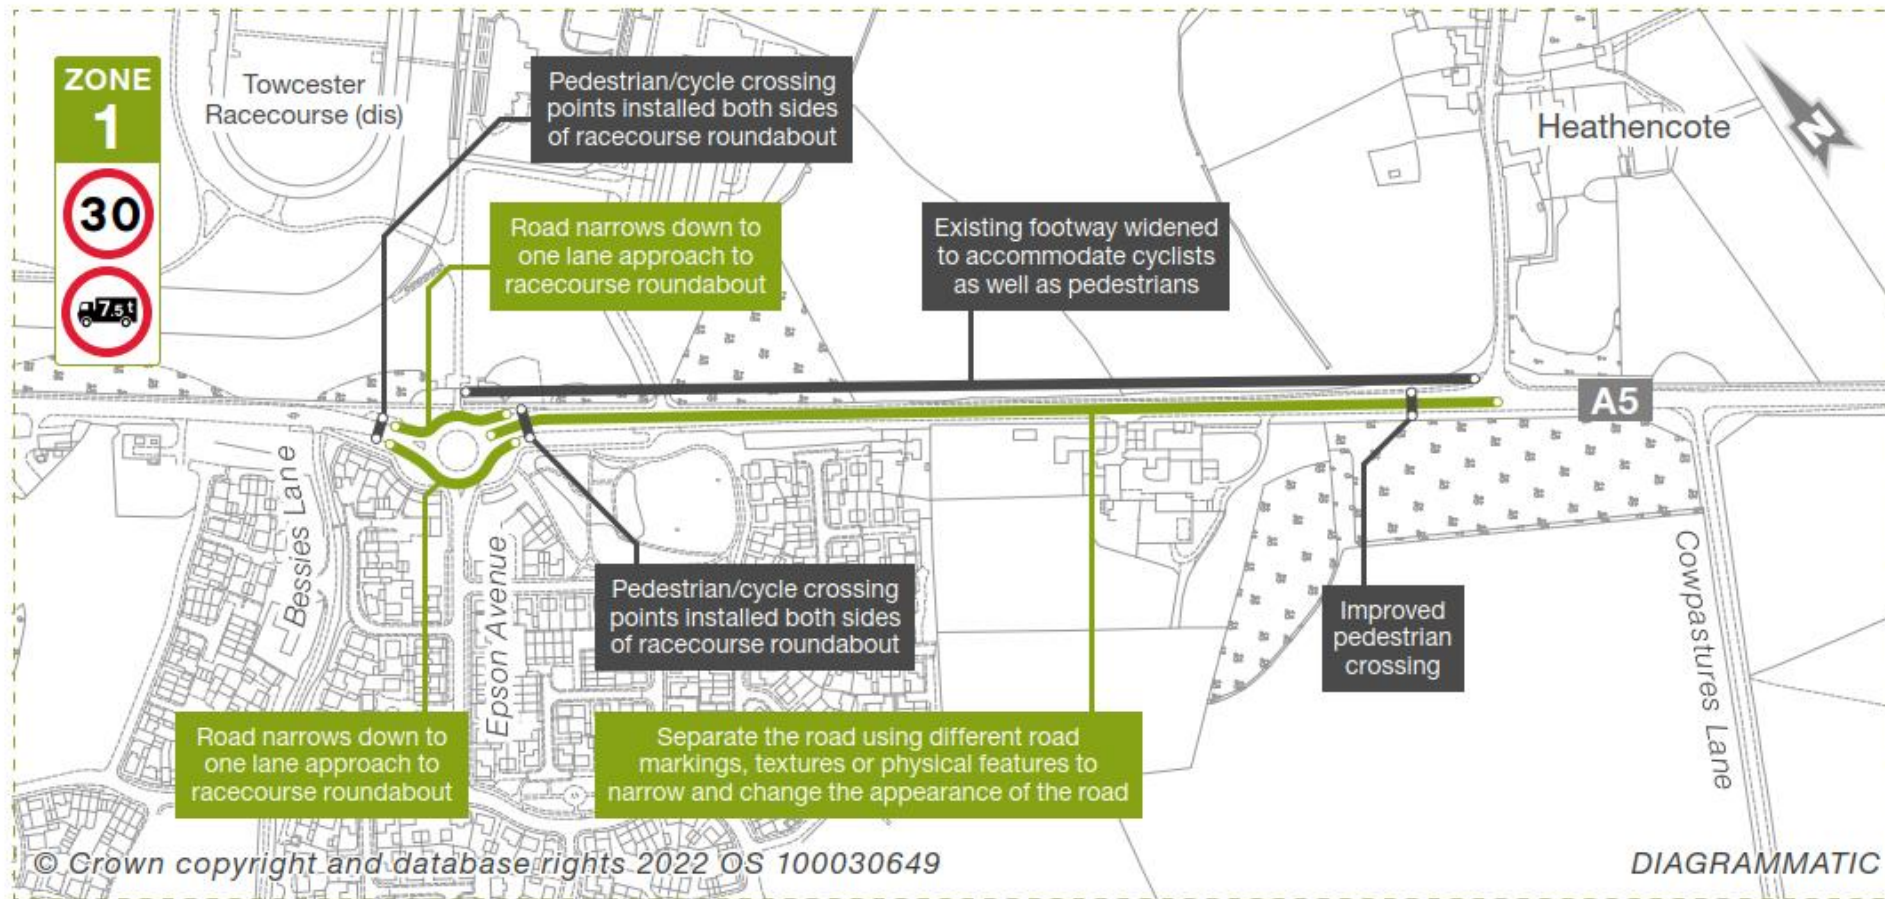 ZONE
1
30
7.5 t
Towcester
Racecourse (dis)
Pedestrian/cycle crossing
points installed both sides
of racecourse roundabout
Heathencote
N
Road narrows down to
one lane approach to
racecourse roundabout
Existing footway widened
to accommodate cyclists
as well as pedestrians
A5
Bessies Lane
Epson Avenue
Pedestrian/cycle crossing
points installed both sides
of racecourse roundabout
Improved
pedestrian
crossing
Cowpastures Lane
Road narrows down to
one lane approach to
racecourse roundabout
Separate the road using different road
markings, textures or physical features to
narrow and change the appearance of the road
© Crown copyright and database rights 2022 OS 100030649
DIAGRAMMATIC